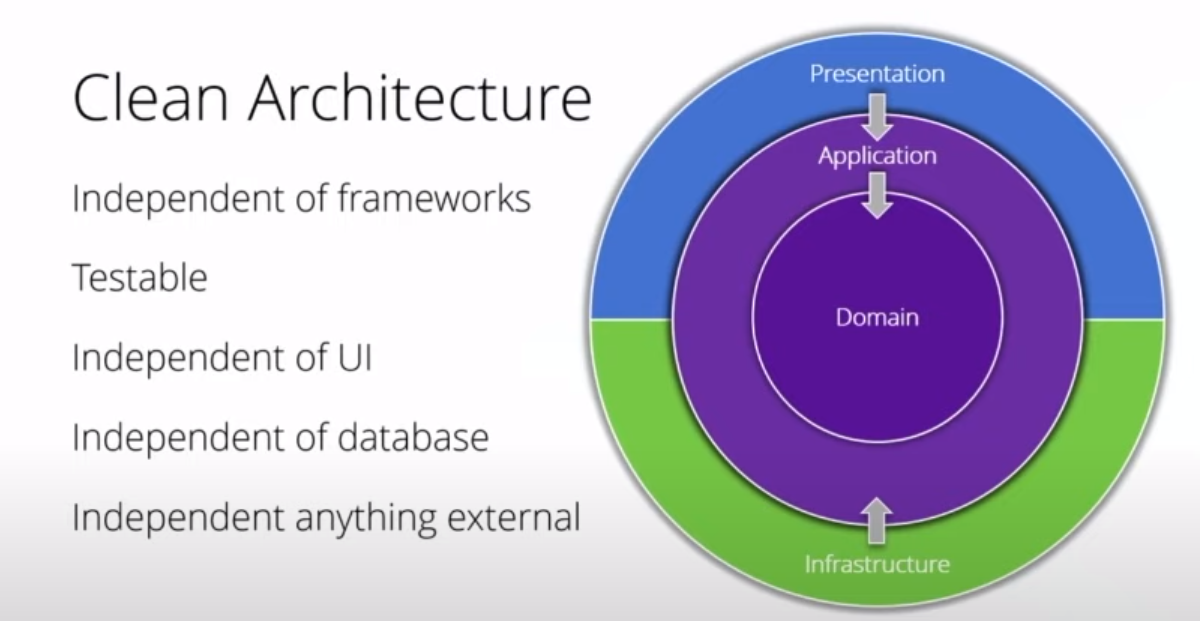 Clean Architecture
Independent of frameworks
Testable
Independent of UI
Independent of database
Independent anything external
Presentation
Application
Domain
Infrastructure